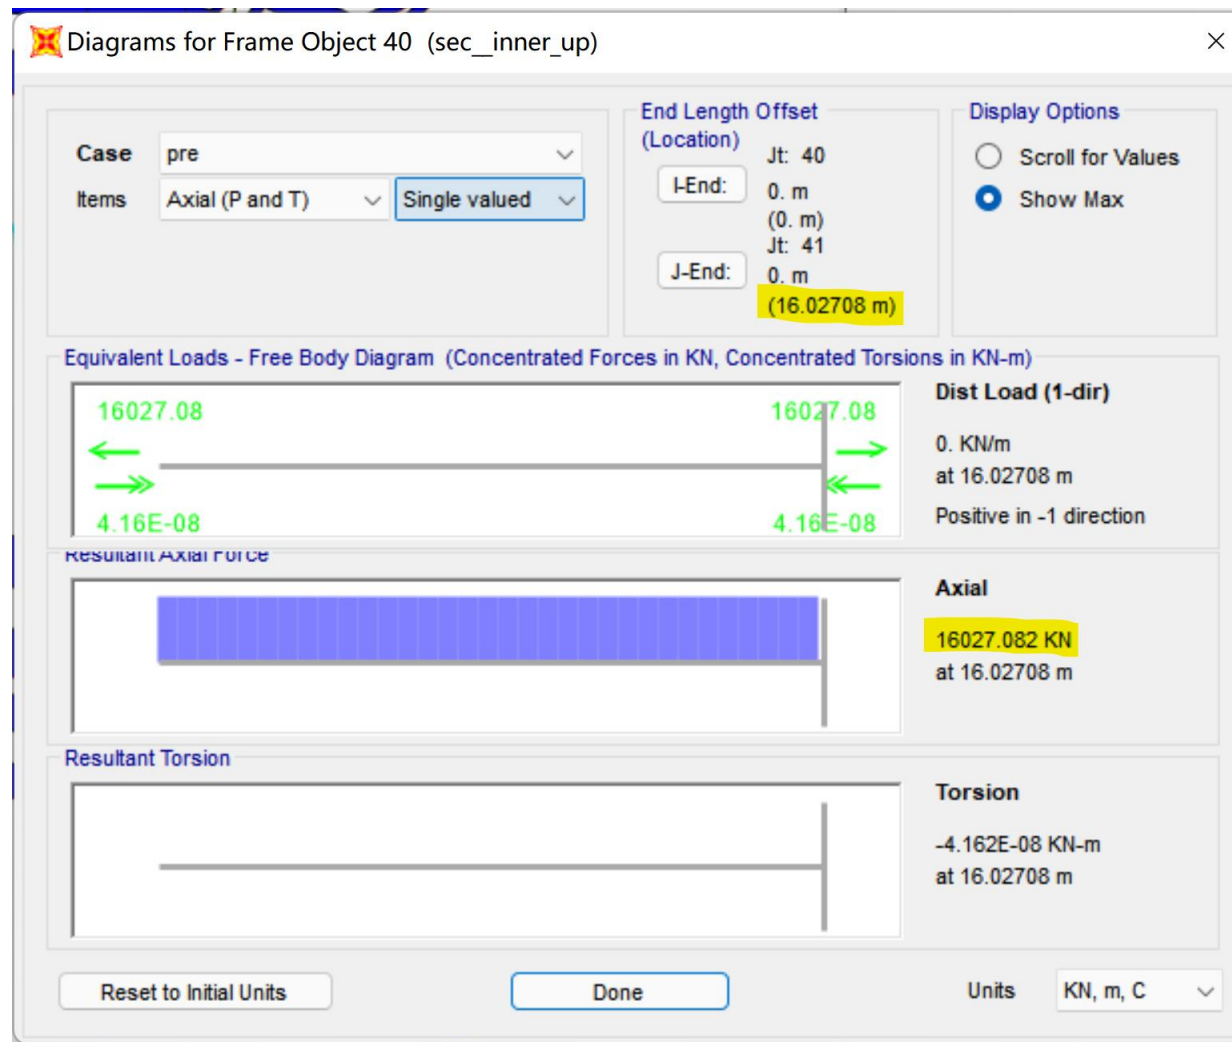 Diagrams for Frame Object 40 (sec__inner_up)
Case pre
Items Axial (P and T) Single valued
End Length Offset
(Location)
Jt: 40
I-End: 0. m
(0. m)
Jt: 41
J-End: 0. m
(16.02708 m)
Display Options
Scroll for Values
Show Max
Equivalent Loads - Free Body Diagram (Concentrated Forces in KN, Concentrated Torsions in KN-m)
16027.08 16027.08
4.16E-08 4.16E-08
Dist Load (1-dir)
0. KN/m
at 16.02708 m
Positive in -1 direction
Resultant Axial Force
Axial
16027.082 KN
at 16.02708 m
Resultant Torsion
Torsion
-4.162E-08 KN-m
at 16.02708 m
Reset to Initial Units Done Units KN, m, C